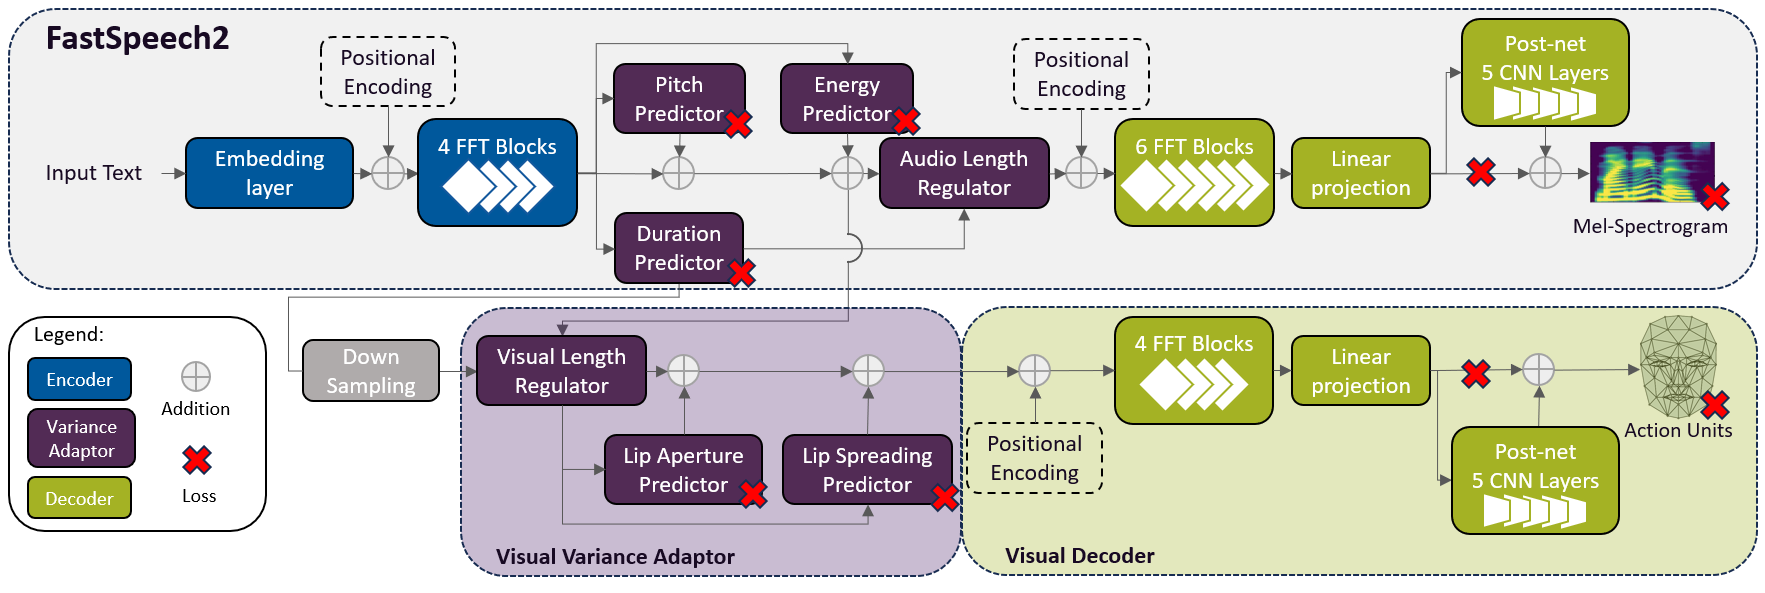 FastSpeech2
Positional
Encoding
Input Text
Embedding
layer
4 FFT Blocks
Pitch
Predictor
Energy
Predictor
Duration
Predictor
Audio Length
Regulator
Positional
Encoding
6 FFT Blocks
Linear
projection
Post-net
5 CNN Layers
Mel-Spectrogram
Legend:
Encoder
Variance
Adaptor
Decoder
Addition
Loss
Down
Sampling
Visual Length
Regulator
Lip Aperture
Predictor
Lip Spreading
Predictor
Visual Variance Adaptor
Positional
Encoding
4 FFT Blocks
Linear
projection
Post-net
5 CNN Layers
Action Units
Visual Decoder